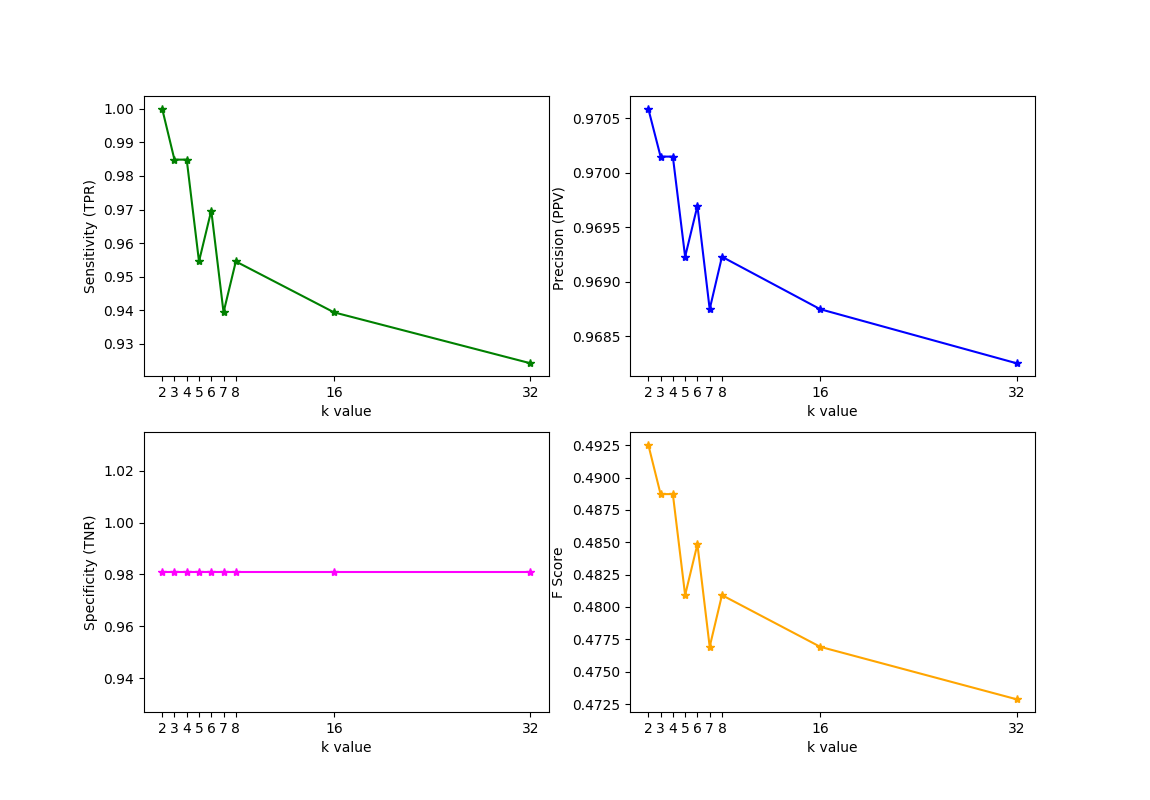 1.00
0.99
0.98
0.97
0.96
0.95
0.94
0.93
Sensitivity (TPR)
2 3 4 5 6 7 8 16 32
k value
0.9705
0.9700
0.9695
0.9690
0.9685
Precision (PPV)
2 3 4 5 6 7 8 16 32
k value
1.02
1.00
0.98
0.96
0.94
Specificity (TNR)
2 3 4 5 6 7 8 16 32
k value
0.4925
0.4900
0.4875
0.4850
0.4825
0.4800
0.4775
0.4750
0.4725
F Score
2 3 4 5 6 7 8 16 32
k value